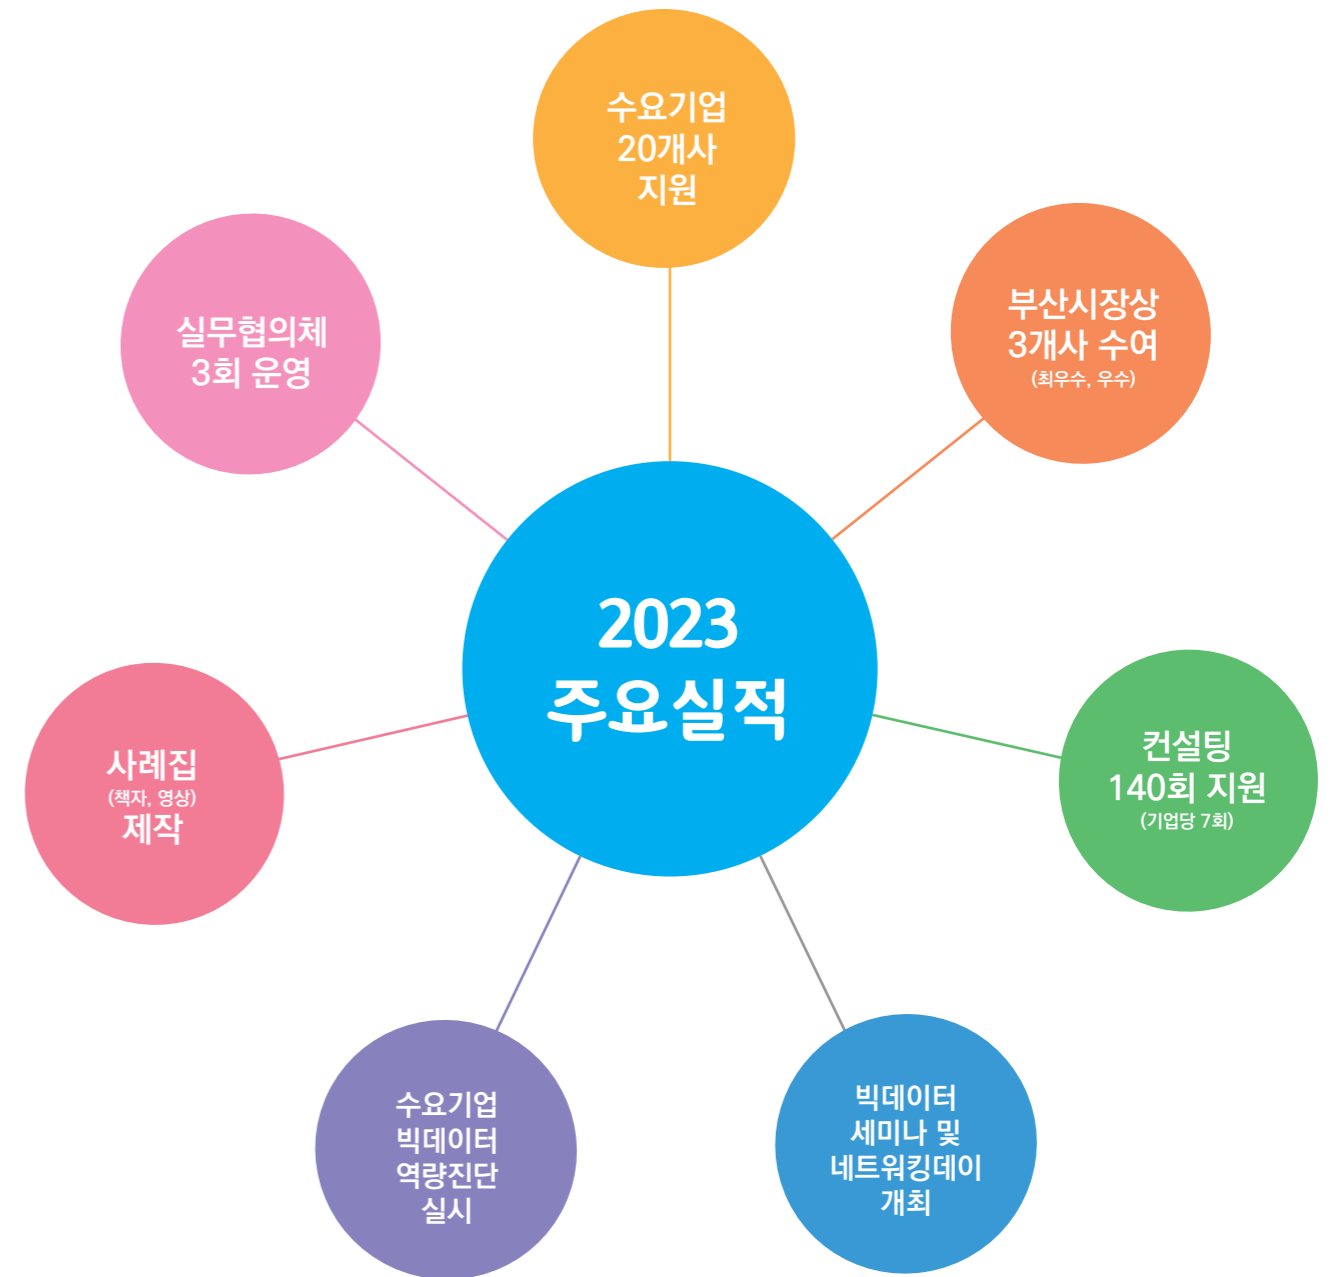 수요기업
20개사
지원
부산시장상
3개사 수여
(최우수, 우수)
실무협의체
3회 운영
2023
주요실적
컨설팅
140회 지원
(기업당 7회)
사례집
(책자, 영상)
제작
빅데이터
세미나 및
네트워킹데이
개최
수요기업
빅데이터
역량진단
실시